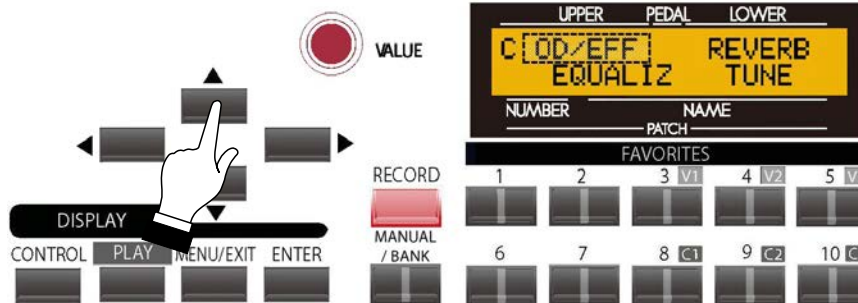 UPPER PEDAL LOWER
VALUE
C OD/EFF REVERB
EQUALIZ TUNE
NUMBER NAME
PATCH
FAVORITES
RECORD
1 2 3 V1 4 V2 5 V
DISPLAY
MANUAL
/ BANK
CONTROL PLAY MENU/EXIT ENTER
6 7 8 C1 9 C2 10 C